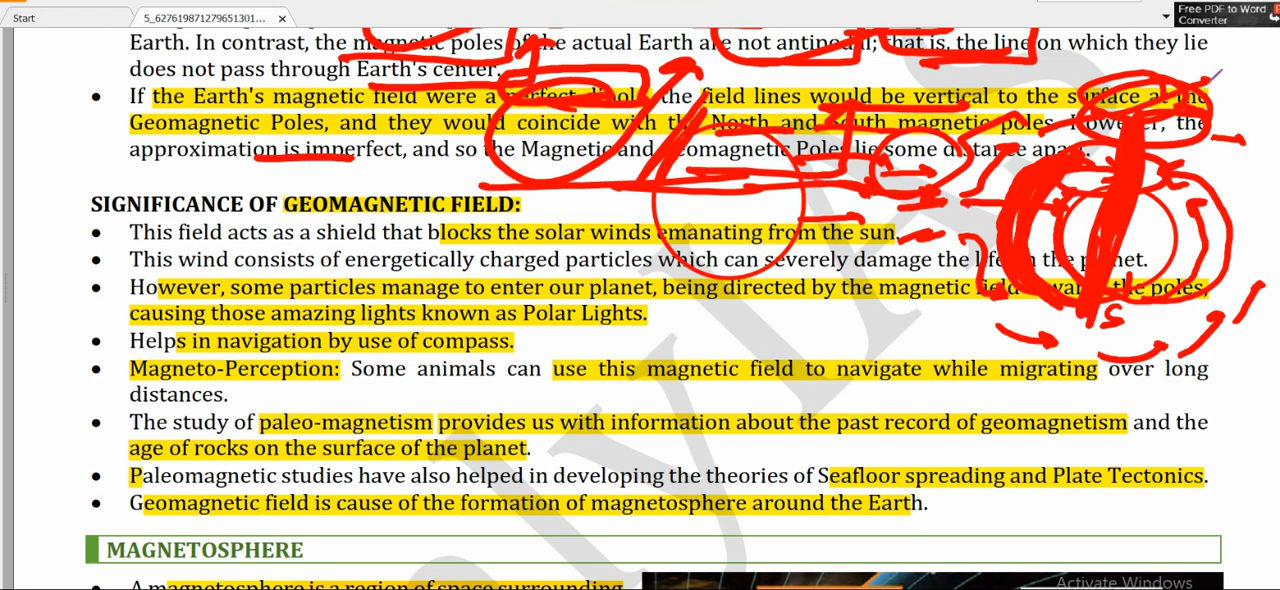 Start
5_627619871279651301... ×
Free PDF to Word
Converter
Earth. In contrast, the magnetic poles of the actual Earth are not antipodal; that is, the line on which they lie
does not pass through Earth's center.
• If the Earth's magnetic field were a perfect dipole, the field lines would be vertical to the surface at the
Geomagnetic Poles, and they would coincide with the North and South magnetic poles. However, the
approximation is imperfect, and so the Magnetic and Geomagnetic Poles lie some distance apart.
SIGNIFICANCE OF GEOMAGNETIC FIELD:
• This field acts as a shield that blocks the solar winds emanating from the sun.
• This wind consists of energetically charged particles which can severely damage the life on the planet.
• However, some particles manage to enter our planet, being directed by the magnetic field towards the poles,
causing those amazing lights known as Polar Lights.
S
• Helps in navigation by use of compass.
• Magneto-Perception: Some animals can use this magnetic field to navigate while migrating over long
distances.
• The study of paleo-magnetism provides us with information about the past record of geomagnetism and the
age of rocks on the surface of the planet.
• Paleomagnetic studies have also helped in developing the theories of Seafloor spreading and Plate Tectonics.
• Geomagnetic field is cause of the formation of magnetosphere around the Earth.
MAGNETOSPHERE
• A magnetosphere is a region of space surrounding
Activate Windows